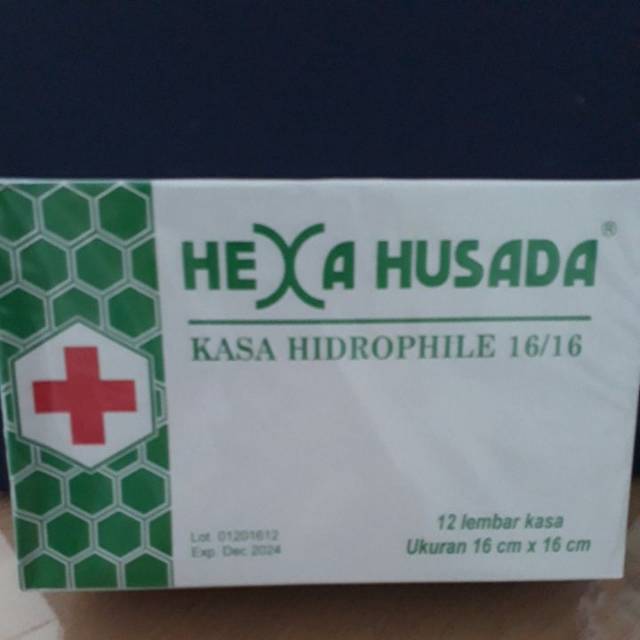 HEXA HUSADA ®
KASA HIDROPHILE 16/16
Lot 01201612
Exp. Dec 2024
12 lembar kasa
Ukuran 16 cm x 16 cm